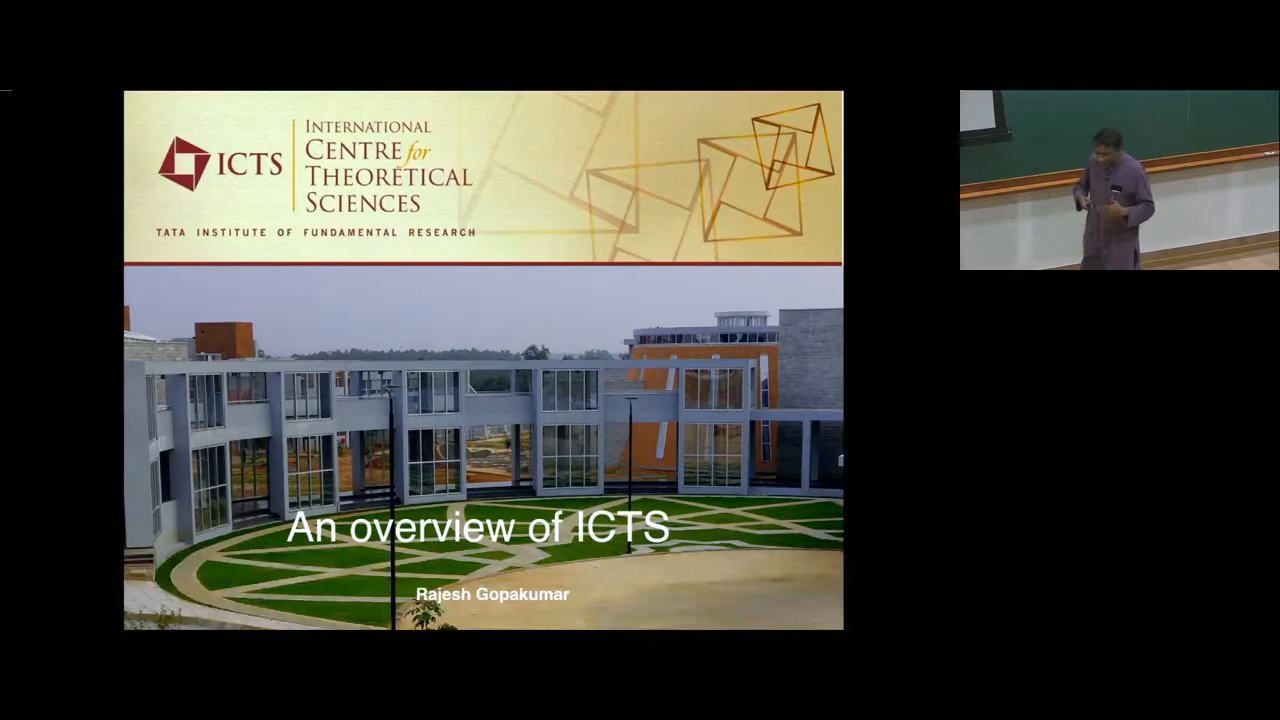 ICTS
INTERNATIONAL
CENTRE for
THEORETICAL
SCIENCES
TATA INSTITUTE OF FUNDAMENTAL RESEARCH
An overview of ICTS
Rajesh Gopakumar